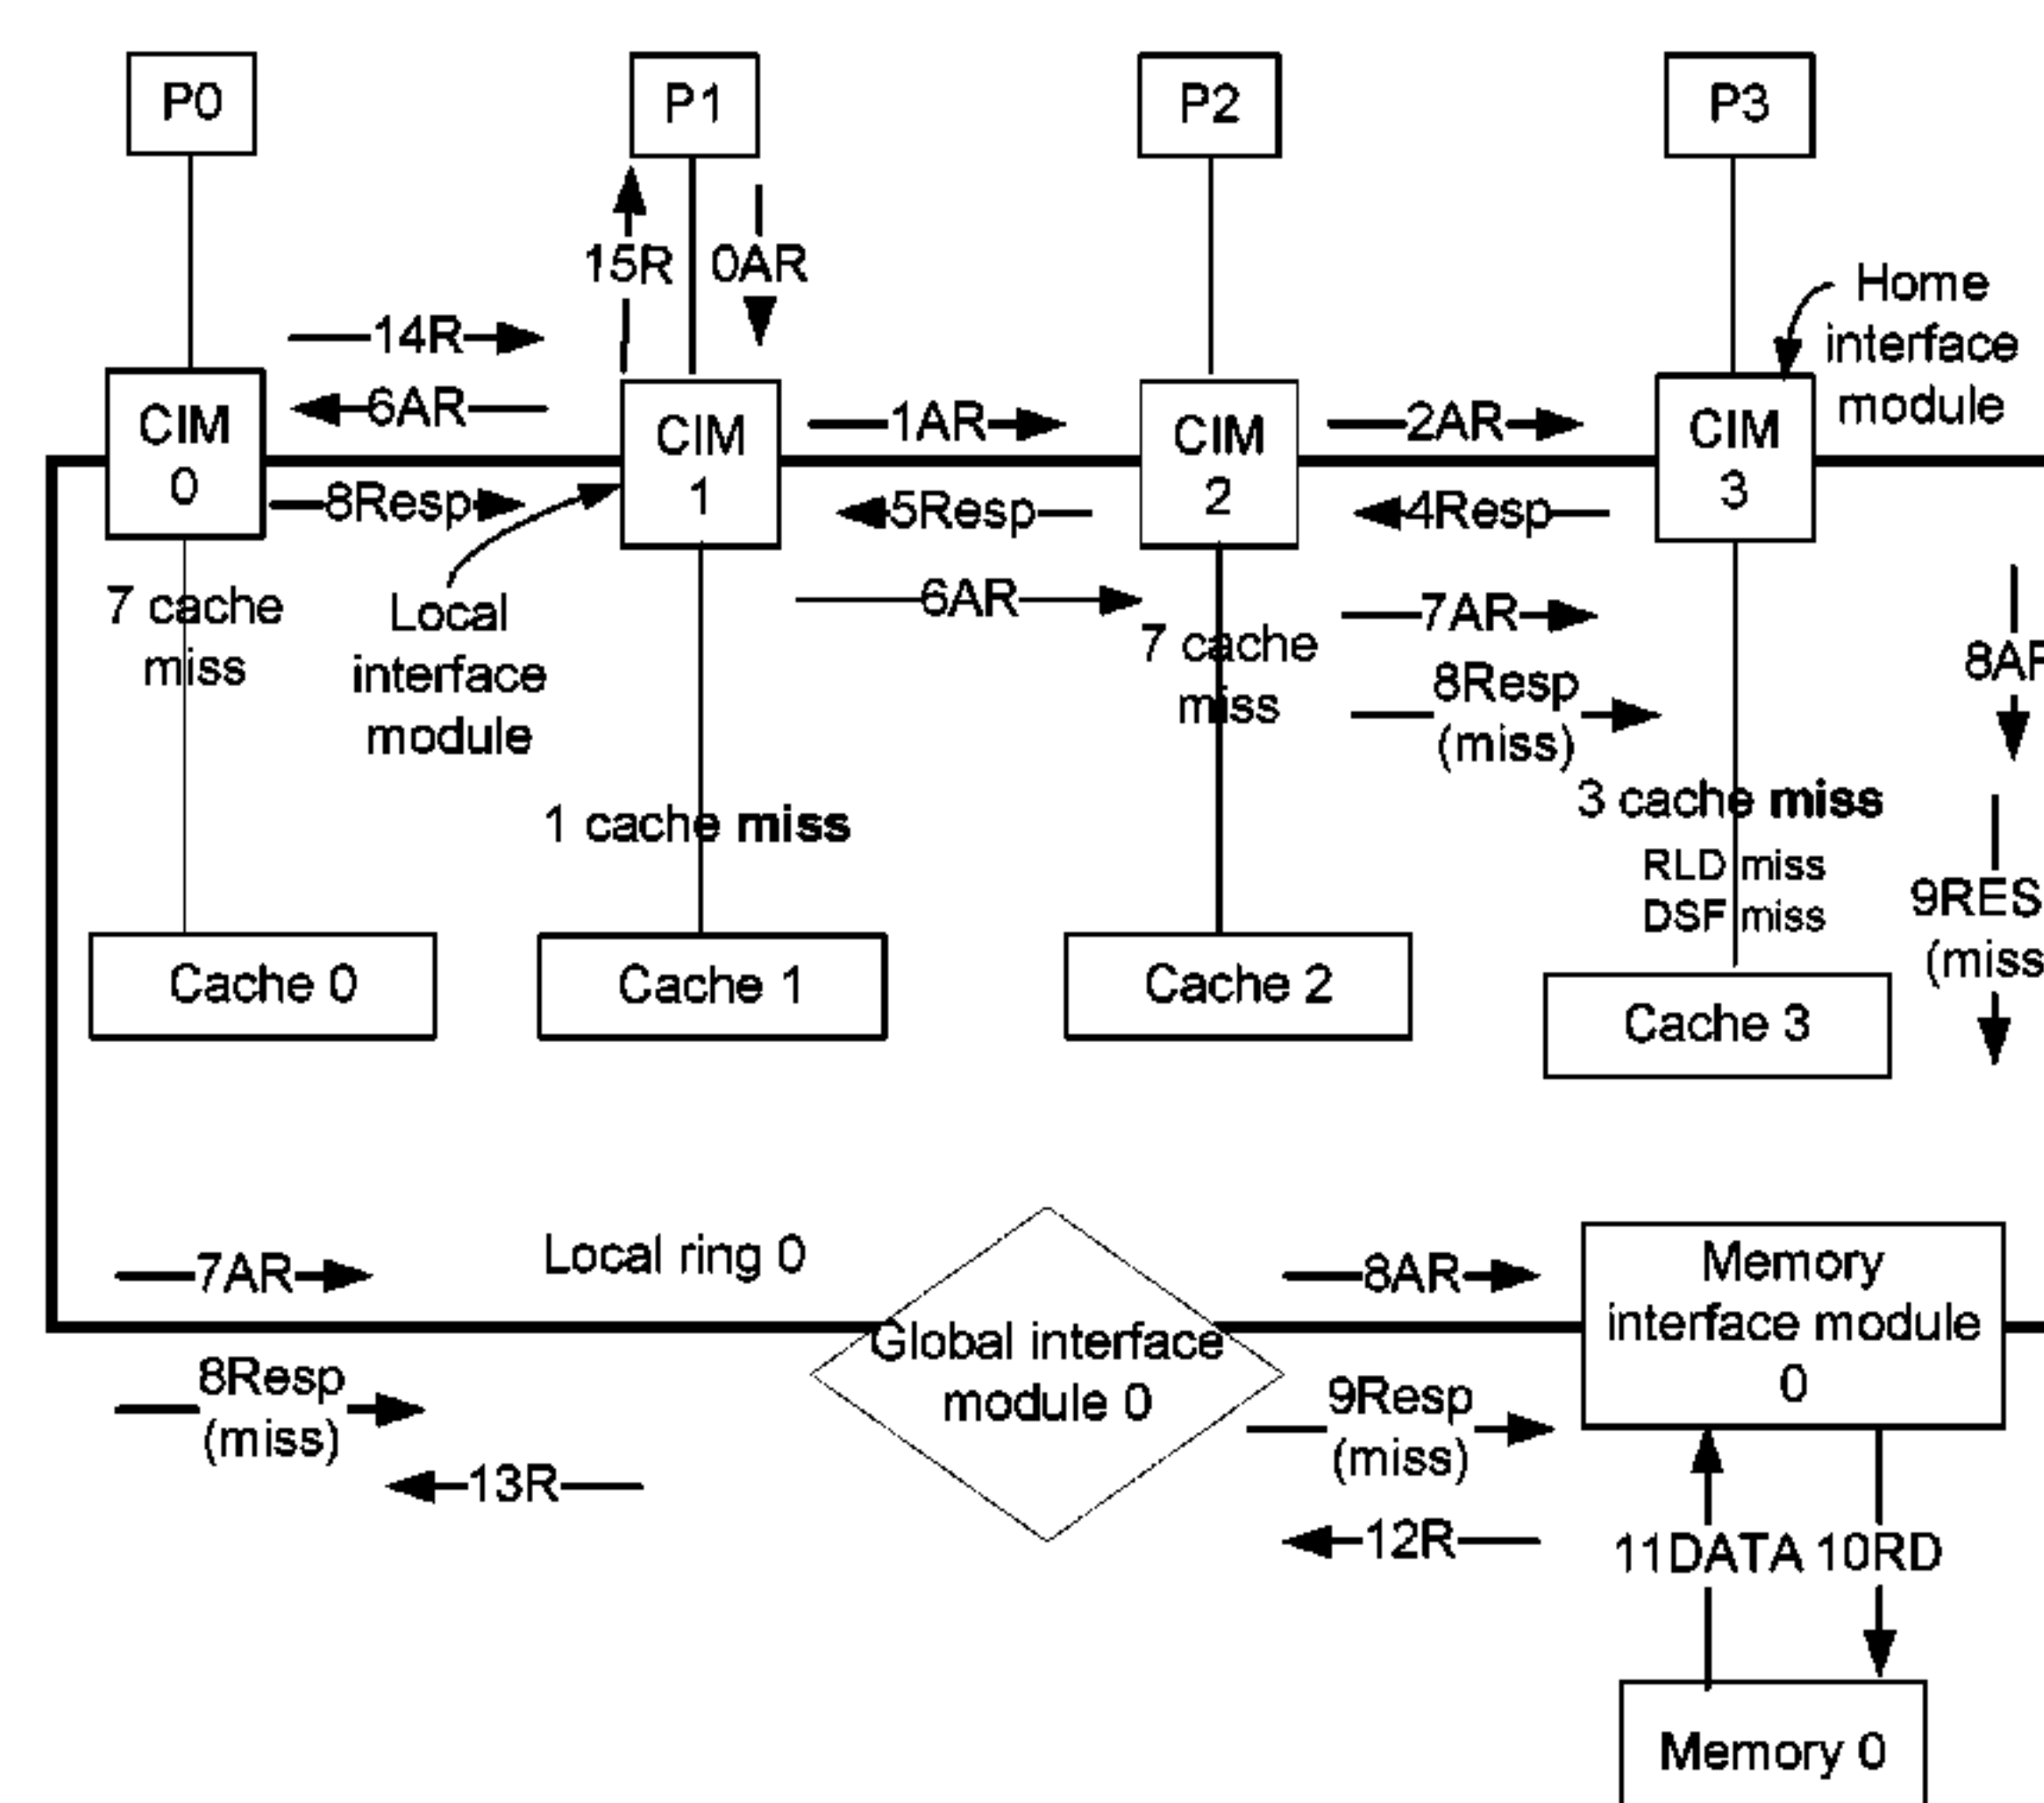 P0
P1
P2
P3
15R
0AR
Home
interface
module
14R
6AR
CIM
0
CIM
1
1AR
CIM
2
2AR
CIM
3
8Resp
5Resp
4Resp
7 cache
miss
Local
interface
module
6AR
7 cache
miss
7AR
8Resp
(miss)
8AR
1 cache miss
3 cache miss
RLD miss
DSF miss
9RES
(miss
Cache 0
Cache 1
Cache 2
Cache 3
7AR
Local ring 0
8AR
Memory
interface module
0
Global interface
module 0
8Resp
(miss)
9Resp
(miss)
13R
12R
11DATA
10RD
Memory 0